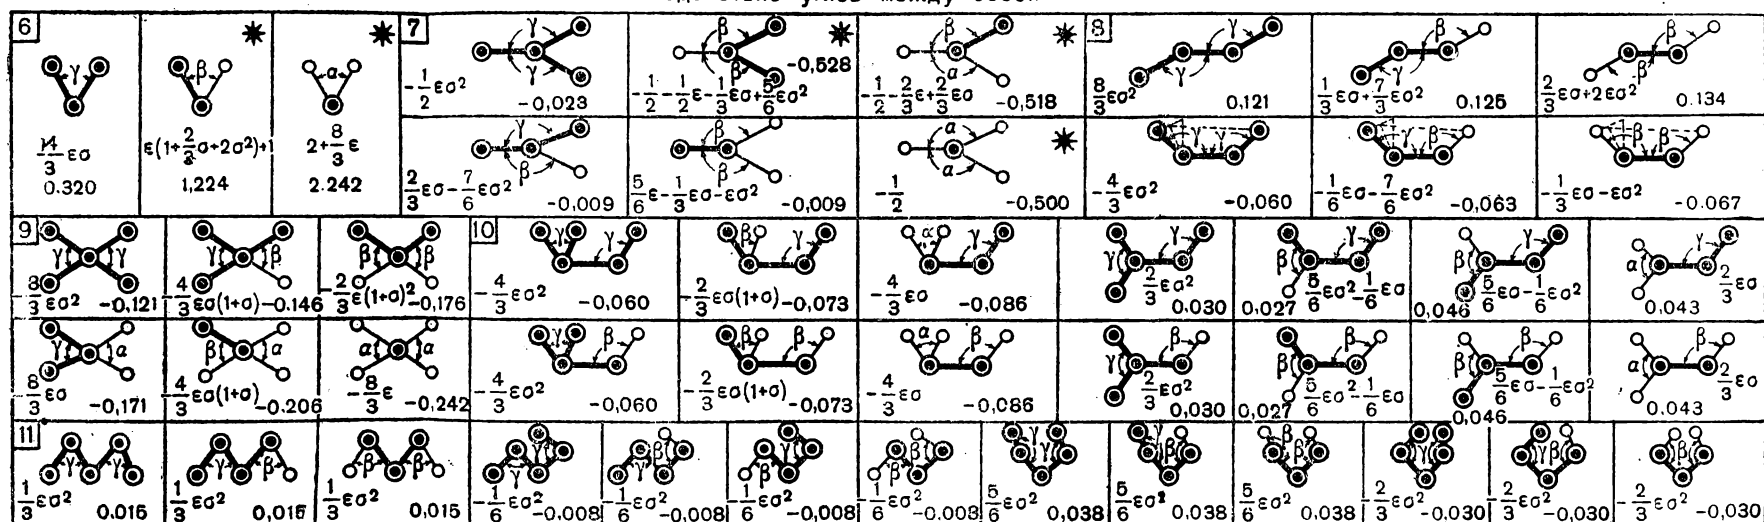 6
γ
14/3 εσ
0.320
β
ε(1+2/3σ+2σ²)+1
1,224
α
2+8/3 ε
2.242
7
γ γ
-1/2 εσ²
-0,023
β β
-1/2-1/2ε-1/3εσ+5/6εσ²
-0,528
β α
-1/2-2/3ε+2/3εσ
-0,518
γ β
2/3εσ-7/6εσ²
-0,009
β β
5/6ε-1/3εσ-εσ²
-0,009
α α
-1/2
-0,500
8
γ γ
8/3εσ²
0,121
β γ
1/3εσ+7/3εσ²
0,125
β β
2/3εσ+2εσ²
0.134
γ γ
-4/3εσ²
-0,060
γ β
-1/6εσ-7/6εσ²
-0,063
β β
-1/3εσ-εσ²
-0.067
9
γ γ
-8/3εσ²
-0,121
γ β
-4/3εσ(1+σ)
-0.146
β β
-2/3ε(1+σ)²
-0,176
γ α
-8/3εσ
-0,171
β α
-4/3εσ(1+σ)
-0.206
α α
-8/3ε
-0,242
10
γ γ
-4/3εσ²
-0,060
β γ
-2/3εσ(1+σ)
-0,073
α γ
-4/3εσ
-0,086
γ γ
2/3εσ²
0.030
β γ
5/6εσ²-1/6εσ
0,027
β γ
5/6εσ-1/6εσ²
0,046
α γ
2/3εσ
0,043
γ β
-4/3εσ²
-0,060
β β
-2/3εσ(1+σ)
-0,073
α β
-4/3εσ
-0,086
γ β
2/3εσ²
0,030
β β
5/6εσ²-1/6εσ
0,027
β β
5/6εσ-1/6εσ²
0,046
α β
2/3εσ
0.043
11
γ γ
1/3εσ²
0.015
γ β
1/3εσ²
0,015
β β
1/3εσ²
0,015
γ γ
-1/6εσ²
-0,008
γ β
-1/6εσ²
-0,008
β γ
-1/6εσ²
-0,008
β β
-1/6εσ²
γ γ
5/6εσ²
0,038
γ β
5/6εσ²
0.038
β β
5/6εσ²
0.038
γ γ
-2/3εσ²
-0,030
γ β
-2/3εσ²
-0,030
β β
-2/3εσ²
-0,030